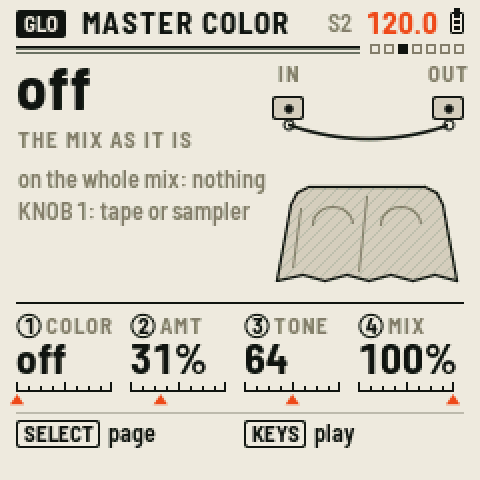 GLO MASTER COLOR S2 120.0
IN OUT
off
THE MIX AS IT IS
on the whole mix: nothing
KNOB 1: tape or sampler
1 COLOR 2 AMT 3 TONE 4 MIX
off 31% 64 100%
SELECT page KEYS play